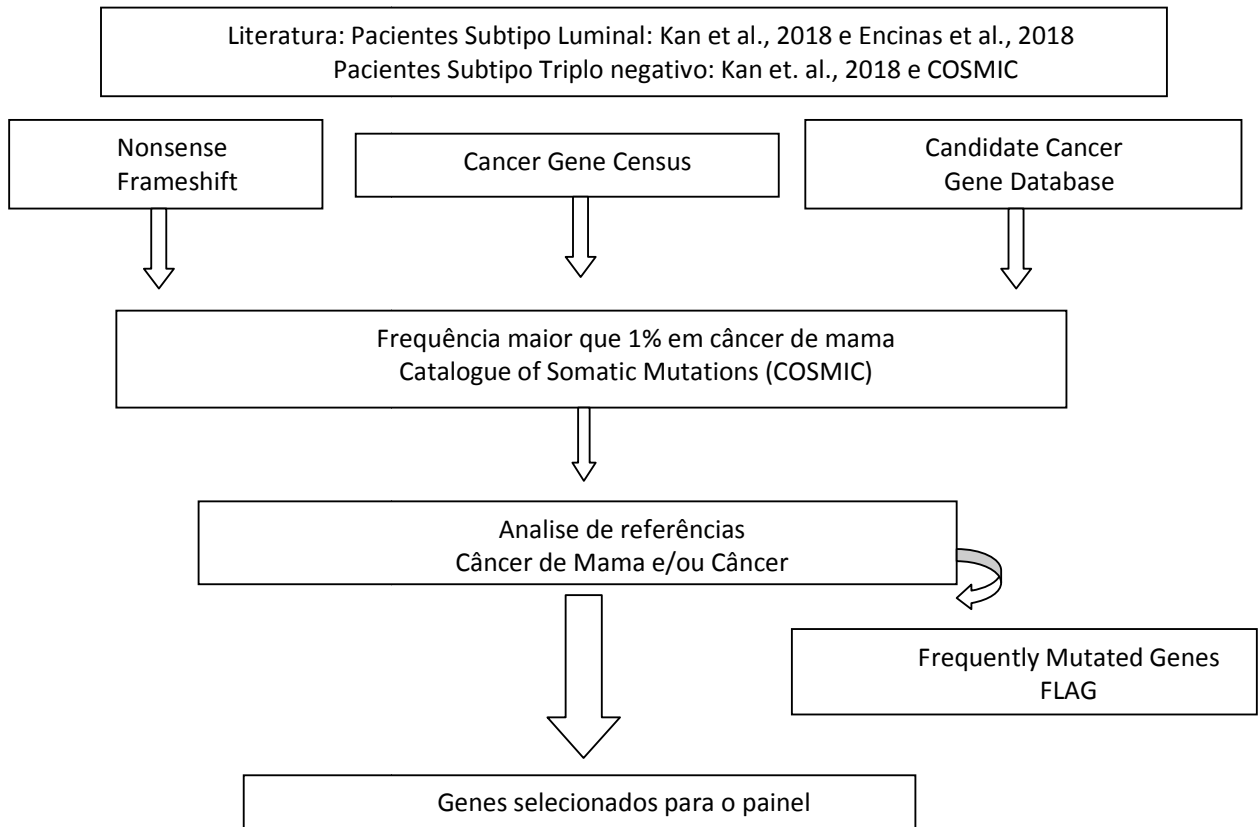 Literatura: Pacientes Subtipo Luminal: Kan et al., 2018 e Encinas et al., 2018
Pacientes Subtipo Triplo negativo: Kan et. al., 2018 e COSMIC
Nonsense
Frameshift
Cancer Gene Census
Candidate Cancer
Gene Database
Frequência maior que 1% em câncer de mama
Catalogue of Somatic Mutations (COSMIC)
Analise de referências
Câncer de Mama e/ou Câncer
Frequently Mutated Genes
FLAG
Genes selecionados para o painel